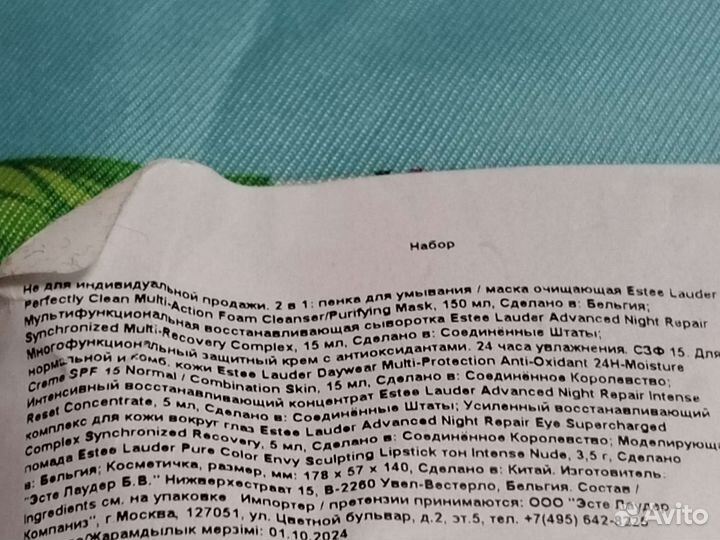 Набор
Не для индивидуальной продажи. 2 в 1: пенка для умывания / маска очищающая Estee Lauder
Perfectly Clean Multi-Action Foam Cleanser/Purifying Mask, 150 мл, Сделано в: Бельгия;
Мультифункциональная восстанавливающая сыворотка Estee Lauder Advanced Night Repair
Synchronized Multi-Recovery Complex, 15 мл, Сделано в: Соединённые Штаты;
Многофункциональный защитный крем с антиоксидантами. 24 часа увлажнения. СЗФ 15. Для
нормальной и комб. кожи Estee Lauder Daywear Multi-Protection Anti-Oxidant 24H-Moisture
Creme SPF 15 Normal / Combination Skin, 15 мл, Сделано в: Соединённое Королевство;
Интенсивный восстанавливающий концентрат Estee Lauder Advanced Night Repair Intense
Reset Concentrate, 5 мл, Сделано в: Соединённые Штаты; Усиленный восстанавливающий
комплекс для кожи вокруг глаз Estee Lauder Advanced Night Repair Eye Supercharged
Complex Synchronized Recovery, 5 мл, Сделано в: Соединённое Королевство; Моделирующая
помада Estee Lauder Pure Color Envy Sculpting Lipstick тон Intense Nude, 3,5 г, Сделано
в: Бельгия; Косметичка, размер, мм: 178 x 57 x 140, Сделано в: Китай. Изготовитель:
"Эсте Лаудер Б.В." Нижверхестраат 15, B-2260 Увел-Вестерло, Бельгия. Состав /
Ingredients см. на упаковке Импортер / претензии принимаются: ООО "Эсте Лаудер
Компаниз", г Москва, 127051, ул. Цветной бульвар, д.2, эт.5, тел. +7(495) 642-8225
Жарамдылык мерзімі: 01.10.2024
Avito